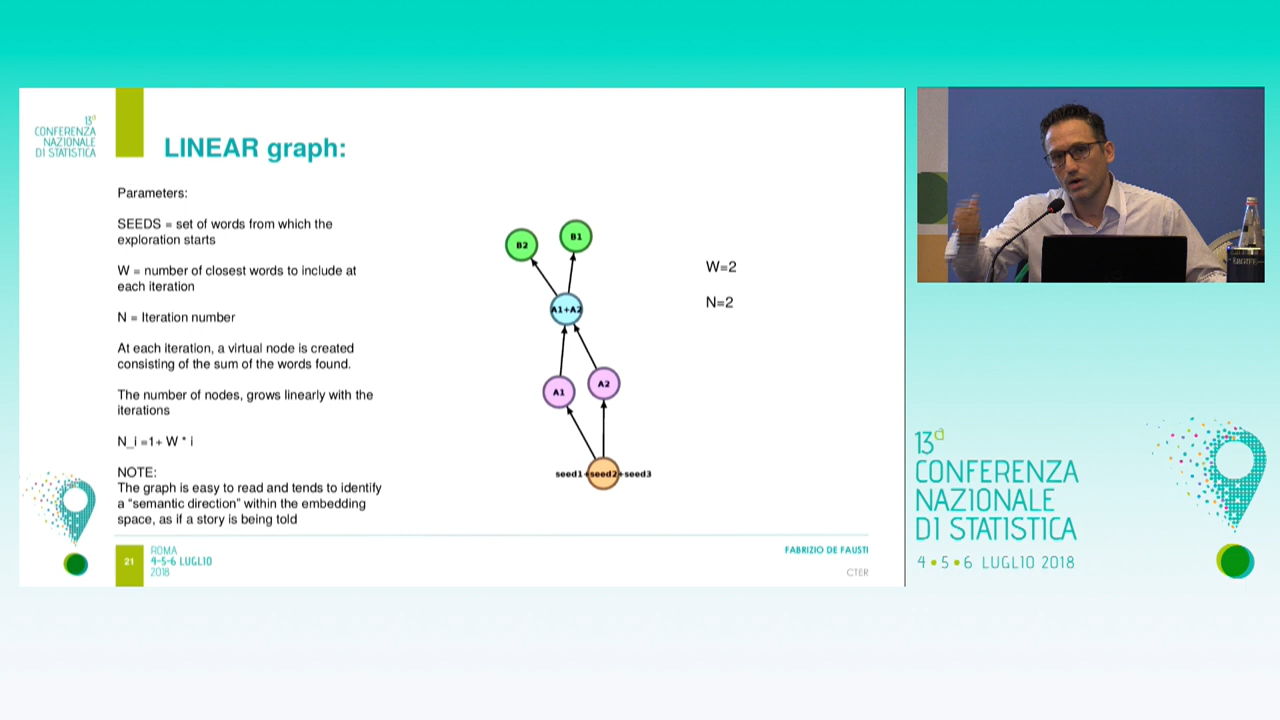 13a
CONFERENZA
NAZIONALE
DI STATISTICA
LINEAR graph:
Parameters:
SEEDS = set of words from which the
exploration starts
W = number of closest words to include at
each iteration
N = Iteration number
At each iteration, a virtual node is created
consisting of the sum of the words found.
The number of nodes, grows linearly with the
iterations
N_i =1+ W * i
NOTE:
The graph is easy to read and tends to identify
a “semantic direction” within the embedding
space, as if a story is being told
B2
B1
A1+A2
A1
A2
seed1+seed2+seed3
W=2
N=2
21
ROMA
4-5-6 LUGLIO
2018
FABRIZIO DE FAUSTI
CTER
13a
CONFERENZA
NAZIONALE
DI STATISTICA
4•5•6 LUGLIO 2018